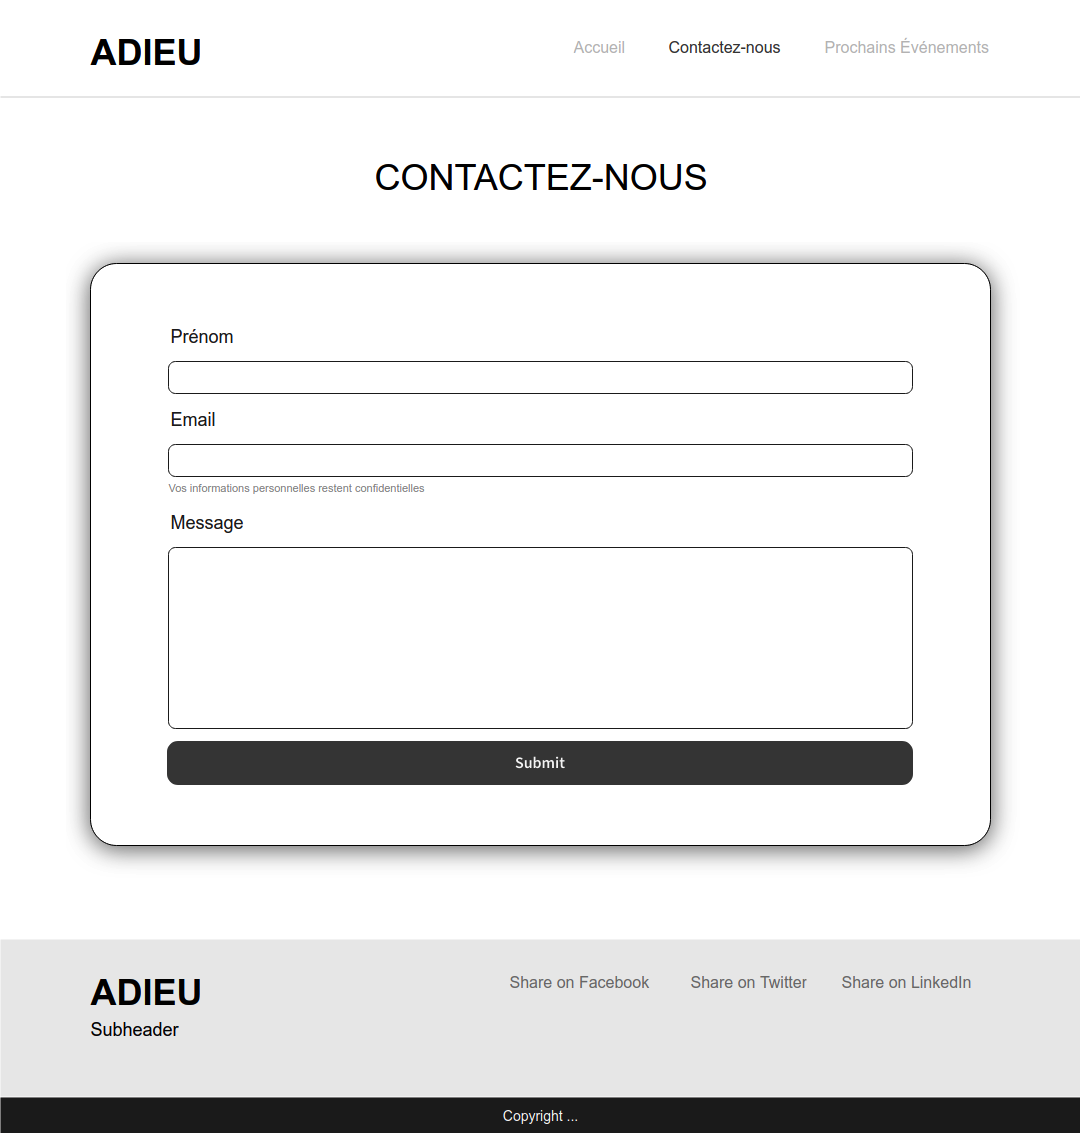 ADIEU
Accueil Contactez-nous Prochains Événements
CONTACTEZ-NOUS
Prénom
Email
Vos informations personnelles restent confidentielles
Message
Submit
ADIEU
Share on Facebook Share on Twitter Share on LinkedIn
Subheader
Copyright ...